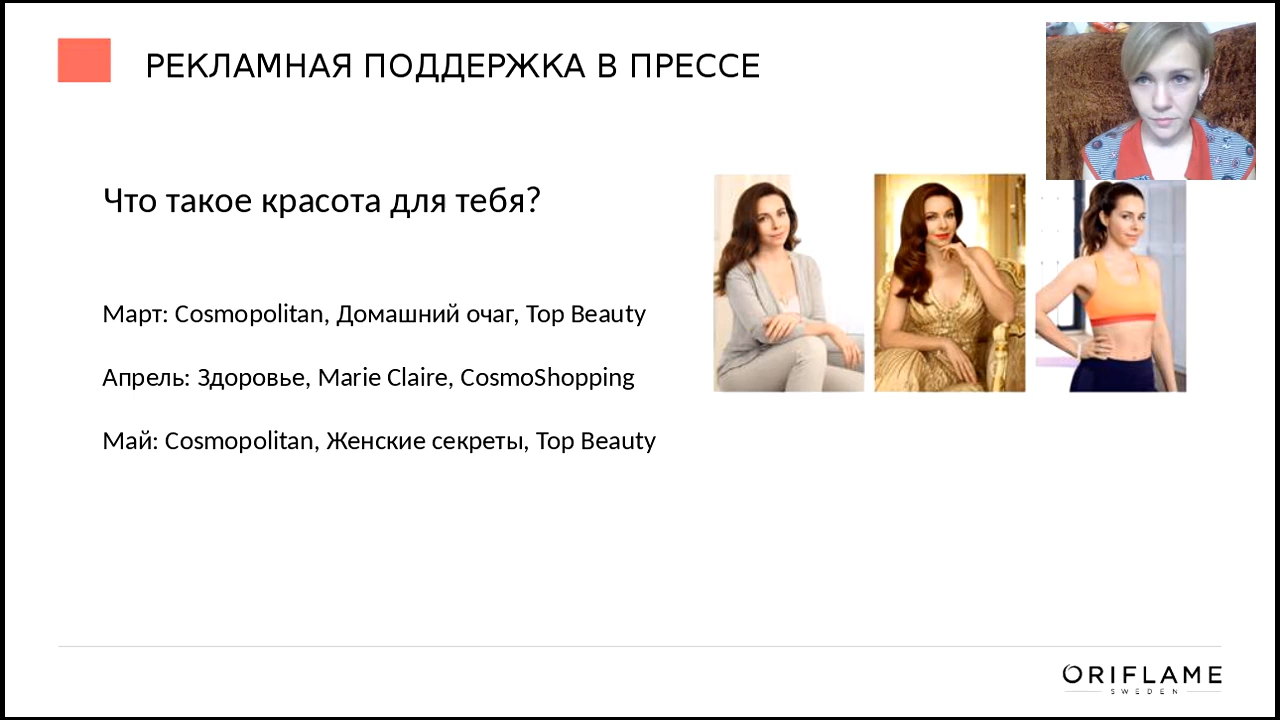 РЕКЛАМНАЯ ПОДДЕРЖКА В ПРЕССЕ
Что такое красота для тебя?
Март: Cosmopolitan, Домашний очаг, Top Beauty
Апрель: Здоровье, Marie Claire, CosmoShopping
Май: Cosmopolitan, Женские секреты, Top Beauty
ORIFLAME
SWEDEN